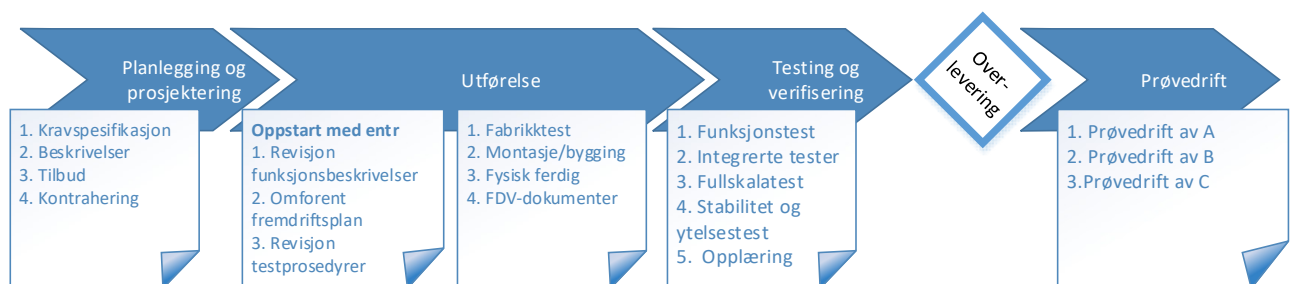 Planlegging og
prosjektering
Utførelse
Testing og
verifisering
Over-
levering
Prøvedrift
1. Kravspesifikasjon
2. Beskrivelser
3. Tilbud
4. Kontrahering
Oppstart med entr
1. Revisjon
funksjonsbeskrivelser
2. Omforent
fremdriftsplan
3. Revisjon
testprosedyrer
1. Fabrikktest
2. Montasje/bygging
3. Fysisk ferdig
4. FDV-dokumenter
1. Funksjonstest
2. Integrerte tester
3. Fullskalatest
4. Stabilitet og
ytelsestest
5. Opplæring
1. Prøvedrift av A
2. Prøvedrift av B
3.Prøvedrift av C